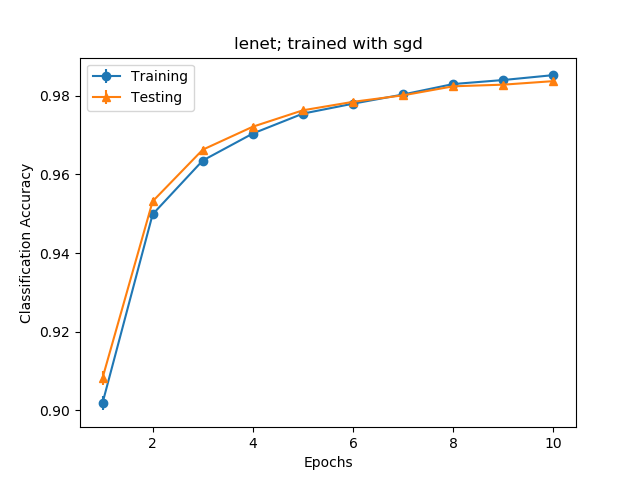 lenet; trained with sgd
Training
Testing
0.98
0.96
0.94
0.92
0.90
Classification Accuracy
2 4 6 8 10
Epochs